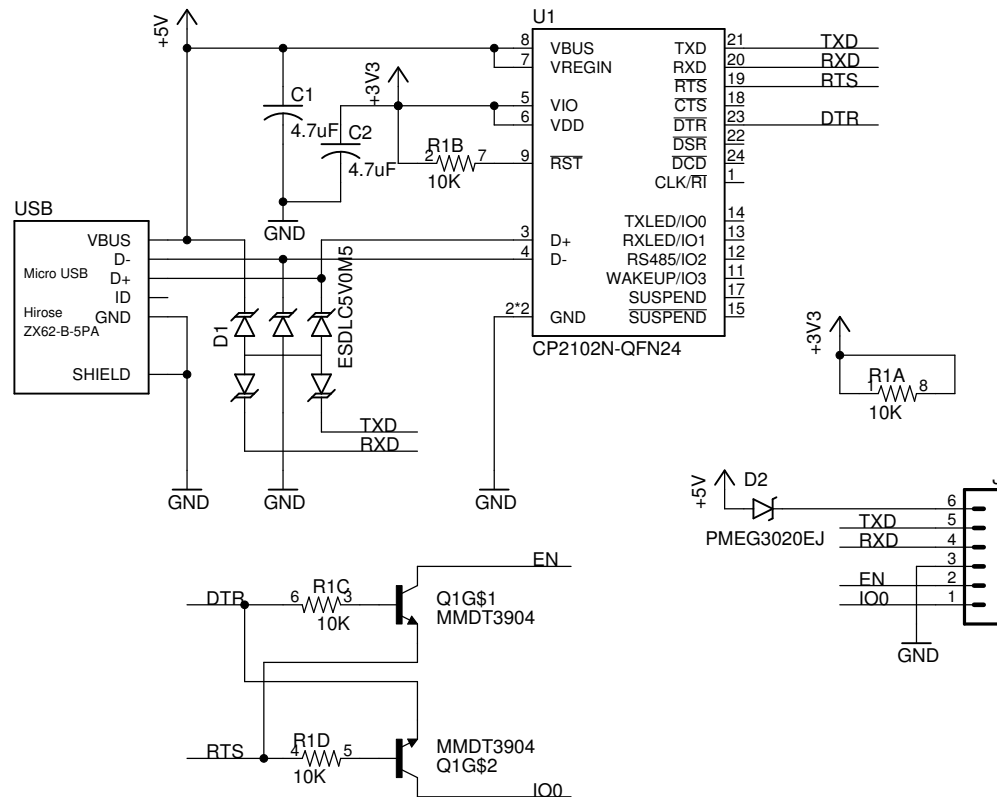 +5V
U1
8 VBUS TXD 21 TXD
7 VREGIN RXD 20 RXD
+3V3
RTS 19 RTS
C1
5 VIO CTS 18
4.7uF
C2
6 VDD DTR 23 DTR
DSR 22
R1B
4.7uF
2 7 9 RST DCD 24
10K
CLK/RI 1
USB
GND
TXLED/IO0 14
VBUS
3 D+ RXLED/IO1 13
D-
4 D- RS485/IO2 12
Micro USB
D+
WAKEUP/IO3 11
ID
SUSPEND 17
Hirose
GND
2*2 GND SUSPEND 15
ZX62-B-5PA
D1
ESDLC5V0M5
CP2102N-QFN24
+3V3
SHIELD
R1A
1 8
10K
TXD
RXD
GND
GND
GND
+5V
D2
J
6
PMEG3020EJ
TXD 5
RXD 4
3
EN 2
IO0 1
GND
EN
R1C
DTR 6 3
10K
Q1G$1
MMDT3904
R1D
RTS 4 5
10K
MMDT3904
Q1G$2
IO0